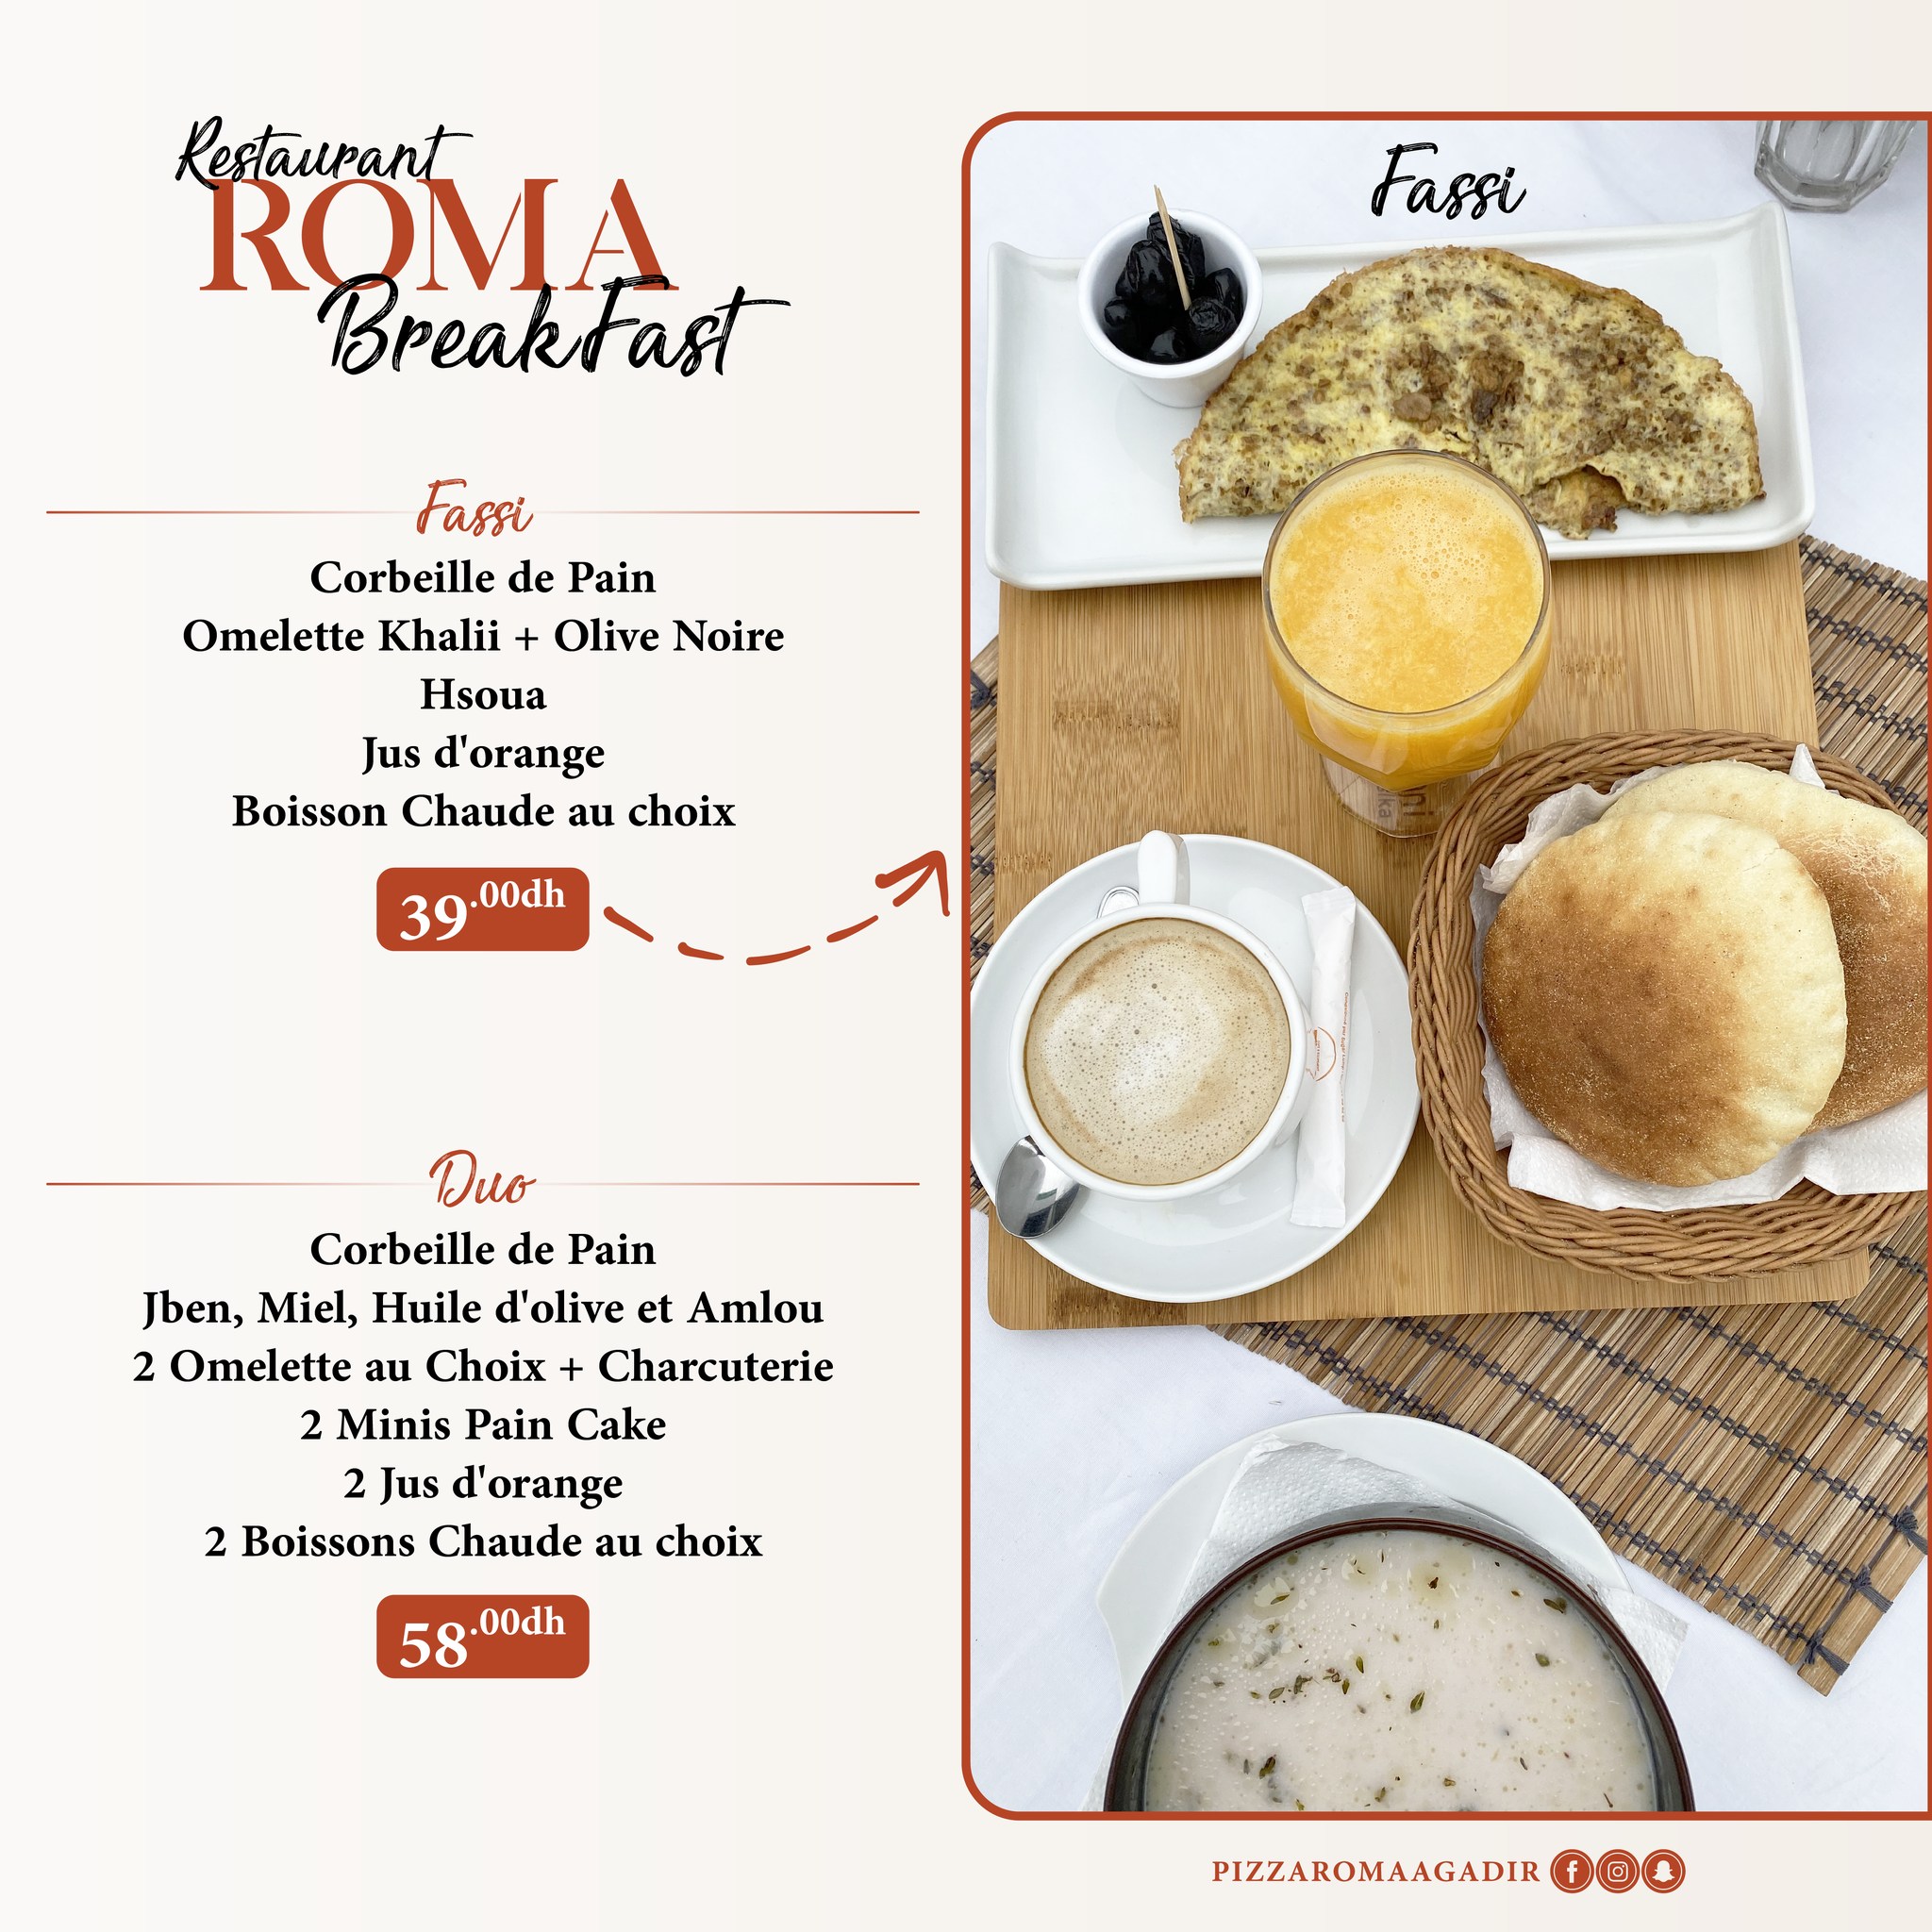 Restaurant
ROMA
BreakFast
Fassi
Corbeille de Pain
Omelette Khalii + Olive Noire
Hsoua
Jus d'orange
Boisson Chaude au choix
39.00dh
Duo
Corbeille de Pain
Jben, Miel, Huile d'olive et Amlou
2 Omelette au Choix + Charcuterie
2 Minis Pain Cake
2 Jus d'orange
2 Boissons Chaude au choix
58.00dh
Fassi
PIZZAROMAAGADIR